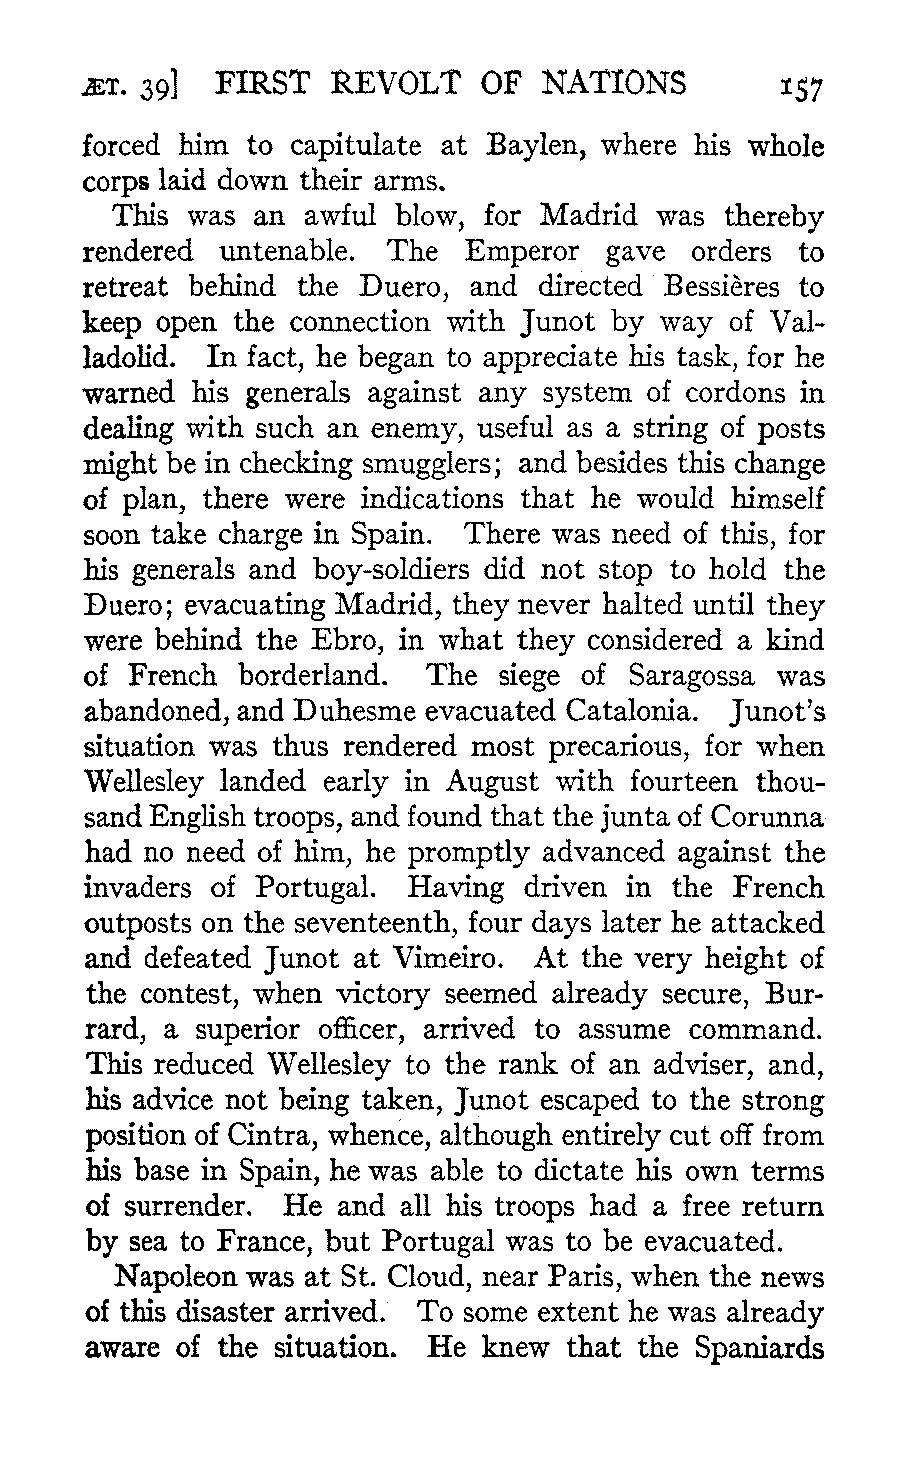 ÆT. 39] FIRST REVOLT OF NATIONS 157
forced him to capitulate at Baylen, where his whole
corps laid down their arms.
This was an awful blow, for Madrid was thereby
rendered untenable. The Emperor gave orders to
retreat behind the Duero, and directed Bessières to
keep open the connection with Junot by way of Val-
ladolid. In fact, he began to appreciate his task, for he
warned his generals against any system of cordons in
dealing with such an enemy, useful as a string of posts
might be in checking smugglers; and besides this change
of plan, there were indications that he would himself
soon take charge in Spain. There was need of this, for
his generals and boy-soldiers did not stop to hold the
Duero; evacuating Madrid, they never halted until they
were behind the Ebro, in what they considered a kind
of French borderland. The siege of Saragossa was
abandoned, and Duhesme evacuated Catalonia. Junot's
situation was thus rendered most precarious, for when
Wellesley landed early in August with fourteen thou-
sand English troops, and found that the junta of Corunna
had no need of him, he promptly advanced against the
invaders of Portugal. Having driven in the French
outposts on the seventeenth, four days later he attacked
and defeated Junot at Vimeiro. At the very height of
the contest, when victory seemed already secure, Bur-
rard, a superior officer, arrived to assume command.
This reduced Wellesley to the rank of an adviser, and,
his advice not being taken, Junot escaped to the strong
position of Cintra, whence, although entirely cut off from
his base in Spain, he was able to dictate his own terms
of surrender. He and all his troops had a free return
by sea to France, but Portugal was to be evacuated.
Napoleon was at St. Cloud, near Paris, when the news
of this disaster arrived. To some extent he was already
aware of the situation. He knew that the Spaniards